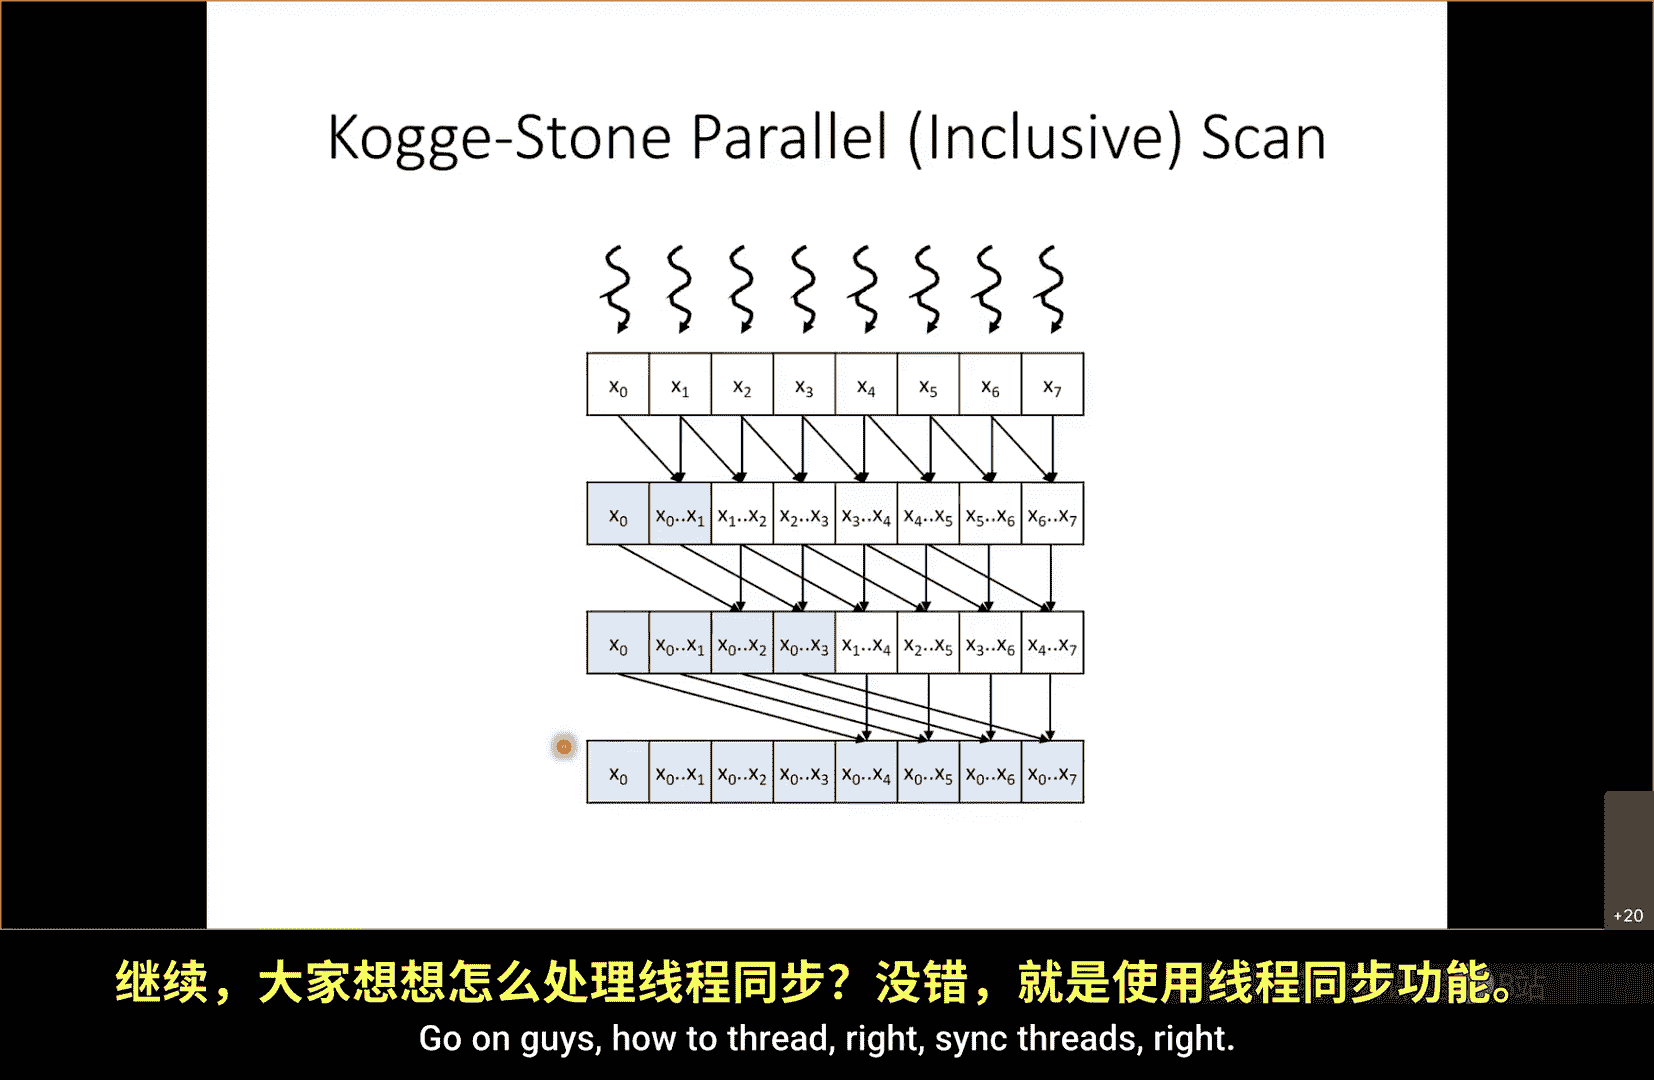 Kogge-Stone Parallel (Inclusive) Scan
x₀ x₁ x₂ x₃ x₄ x₅ x₆ x₇
x₀ x₀..x₁ x₁..x₂ x₂..x₃ x₃..x₄ x₄..x₅ x₅..x₆ x₆..x₇
x₀ x₀..x₁ x₀..x₂ x₀..x₃ x₁..x₄ x₂..x₅ x₃..x₆ x₄..x₇
x₀ x₀..x₁ x₀..x₂ x₀..x₃ x₀..x₄ x₀..x₅ x₀..x₆ x₀..x₇
+20
继续，大家想想怎么处理线程同步？没错，就是使用线程同步功能。
站
Go on guys, how to thread, right, sync threads, right.